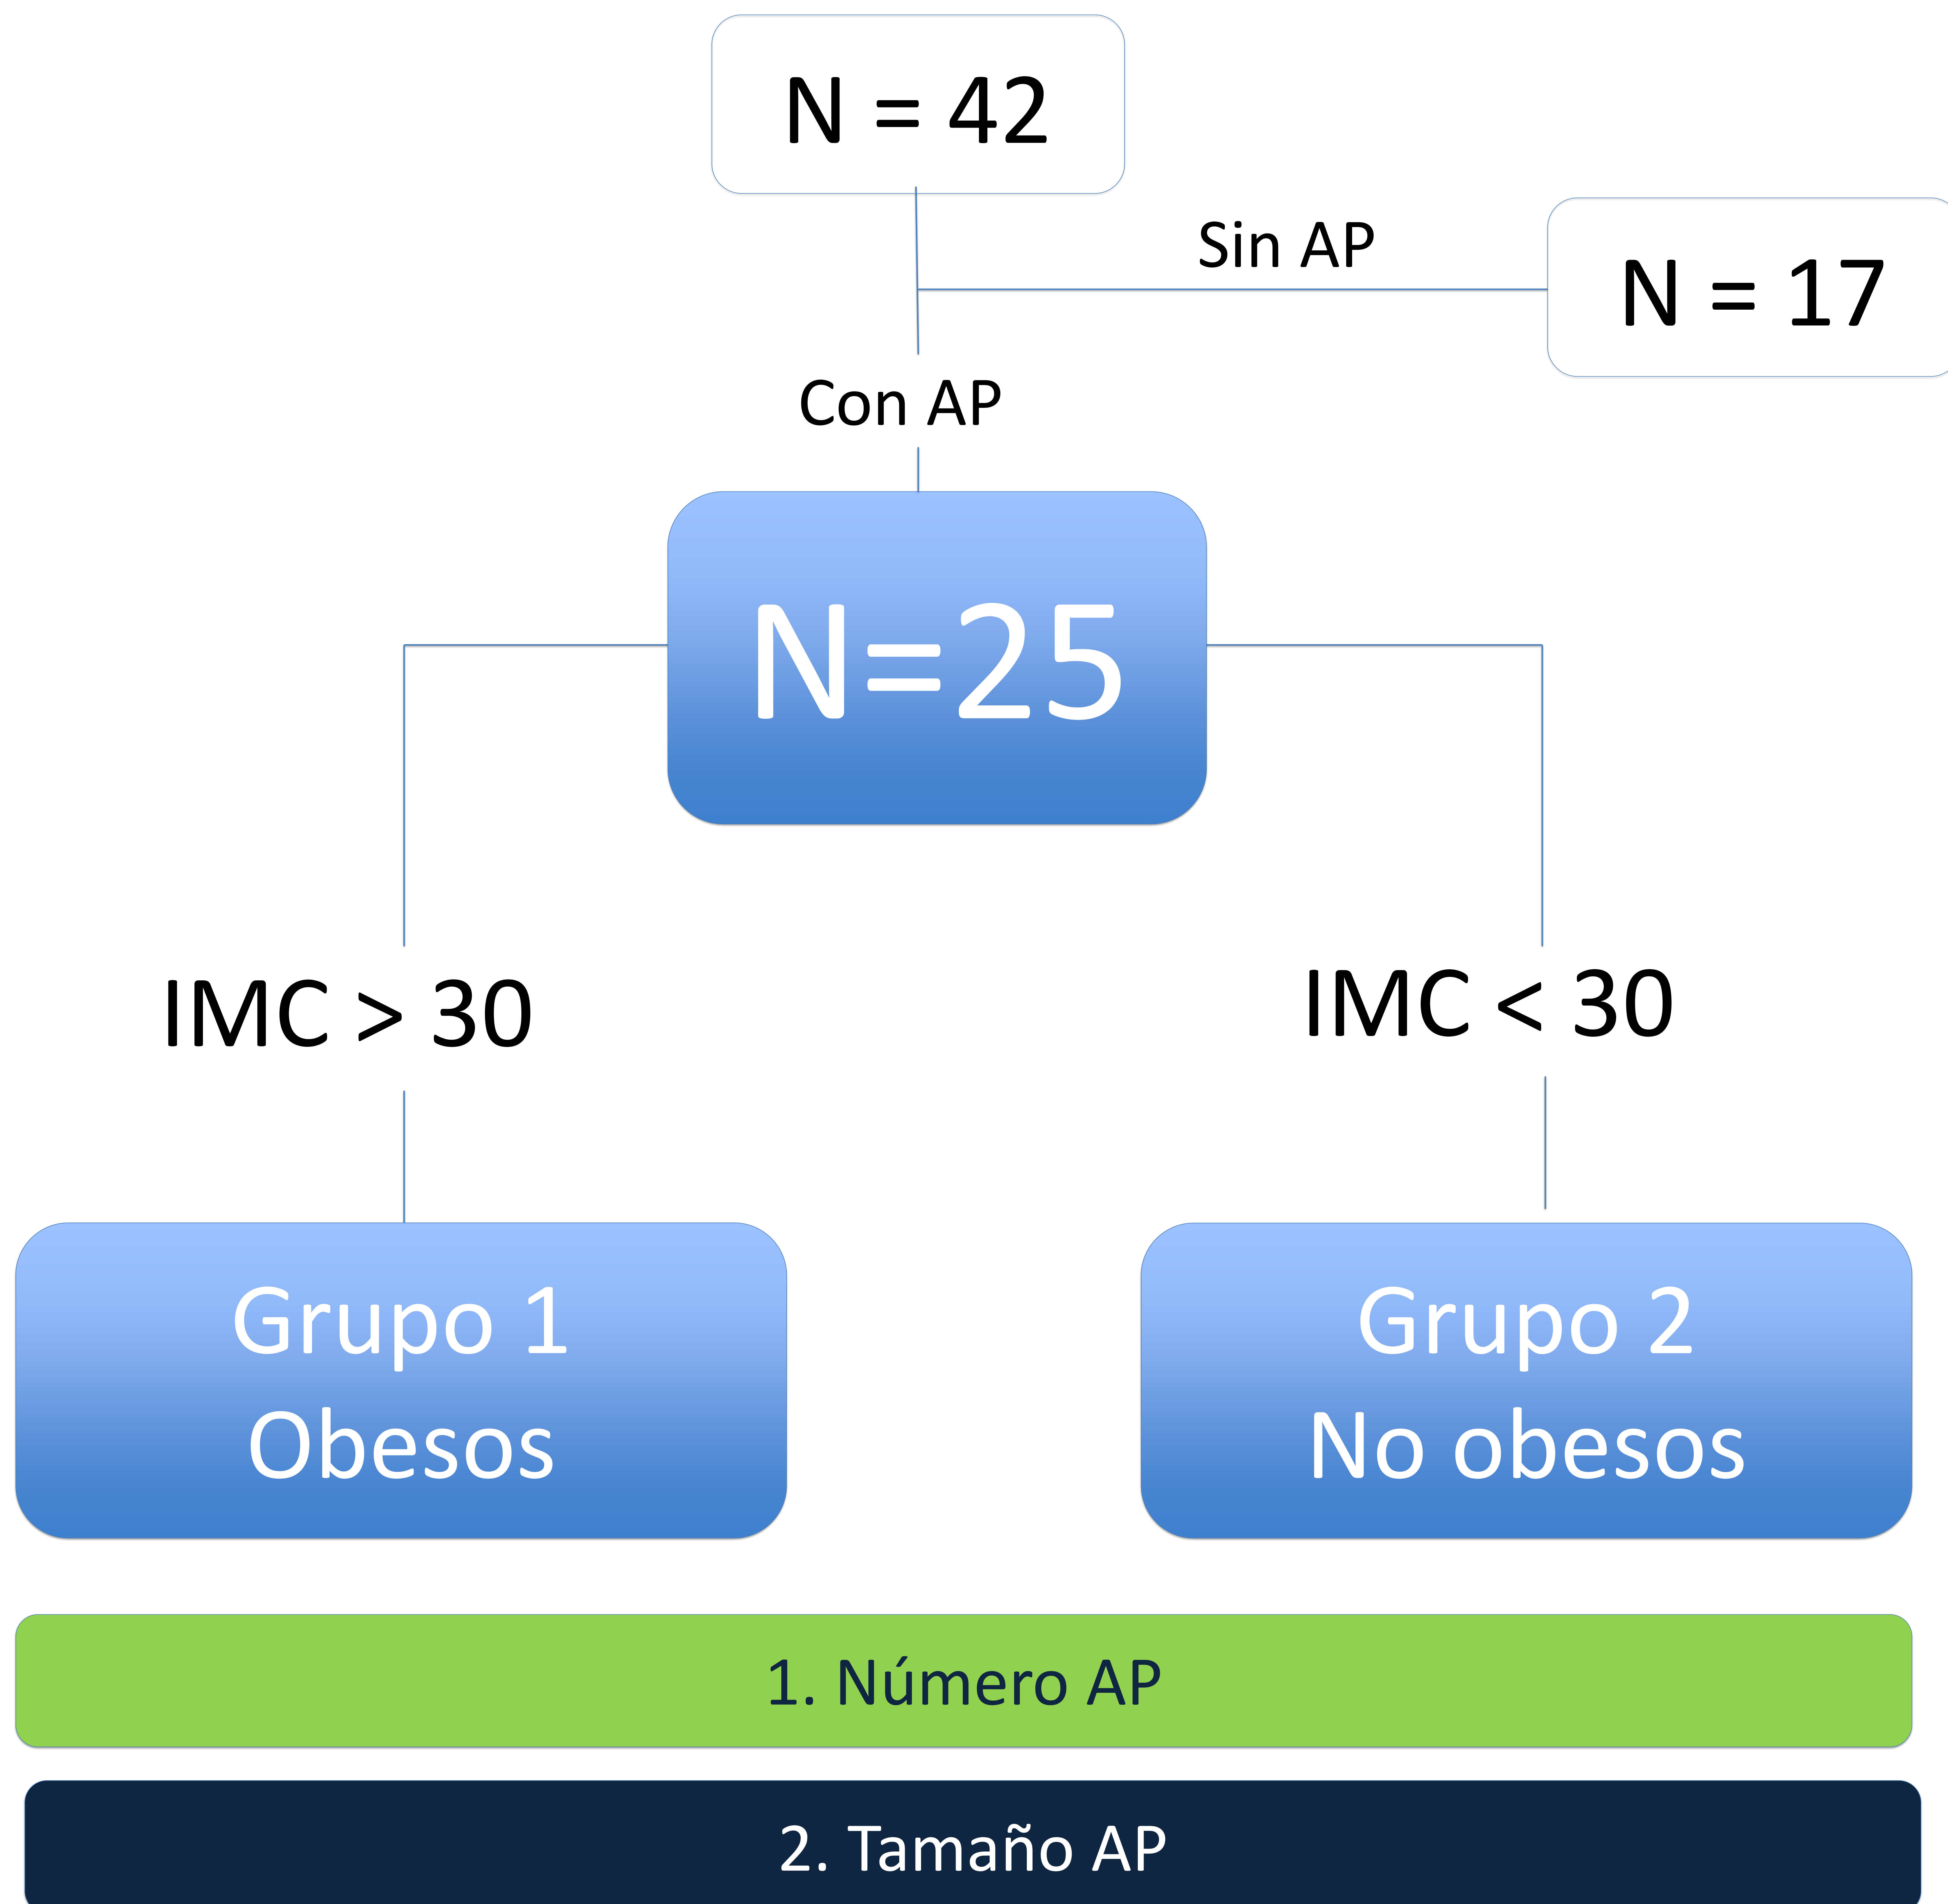 N = 42
Sin AP
N = 17
Con AP
N=25
IMC > 30
IMC < 30
Grupo 1
Obesos
Grupo 2
No obesos
1. Número AP
2. Tamaño AP